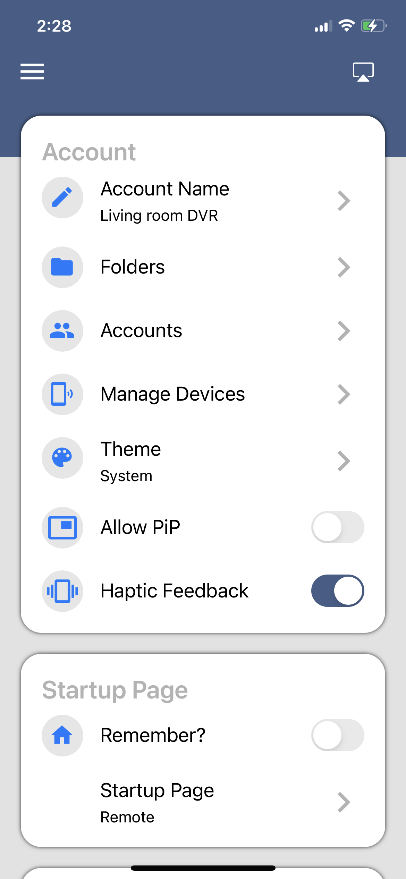 2:28
Account
Account Name
Living room DVR
Folders
Accounts
Manage Devices
Theme
System
Allow PiP
Haptic Feedback
Startup Page
Remember?
Startup Page
Remote